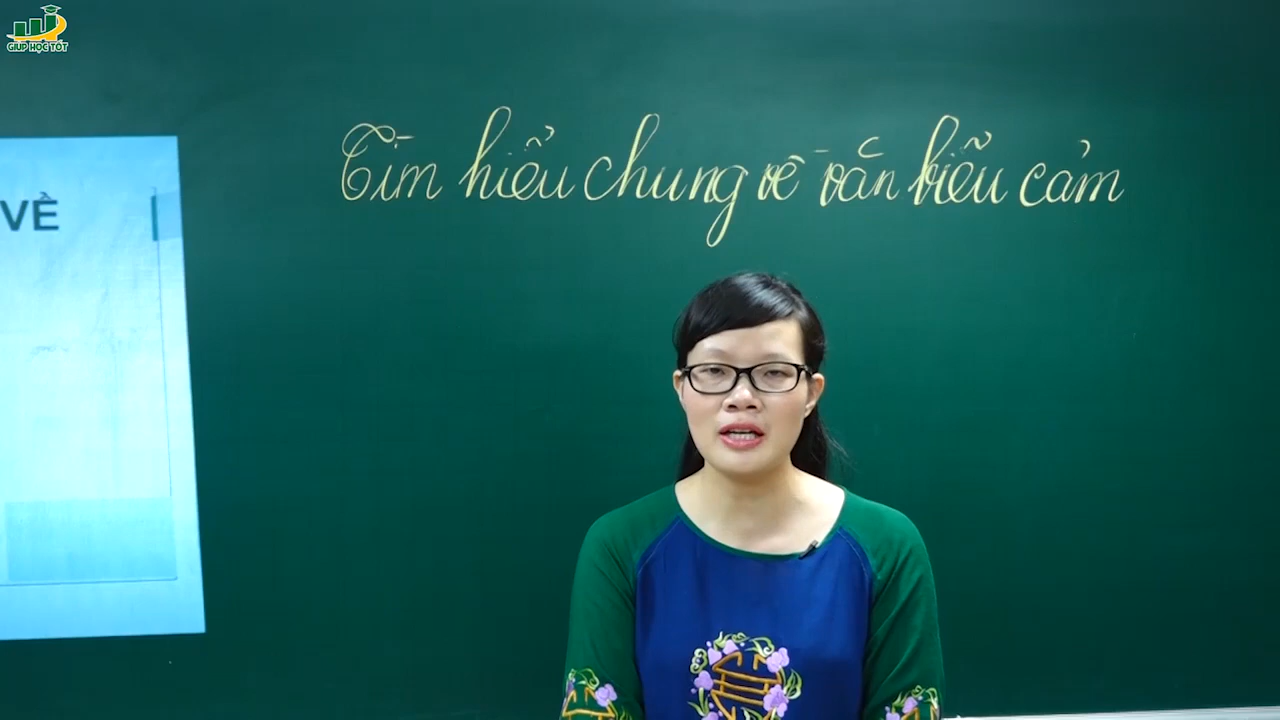 GIÚP HỌC TỐT
Tìm hiểu chung về văn biểu cảm
VỀ